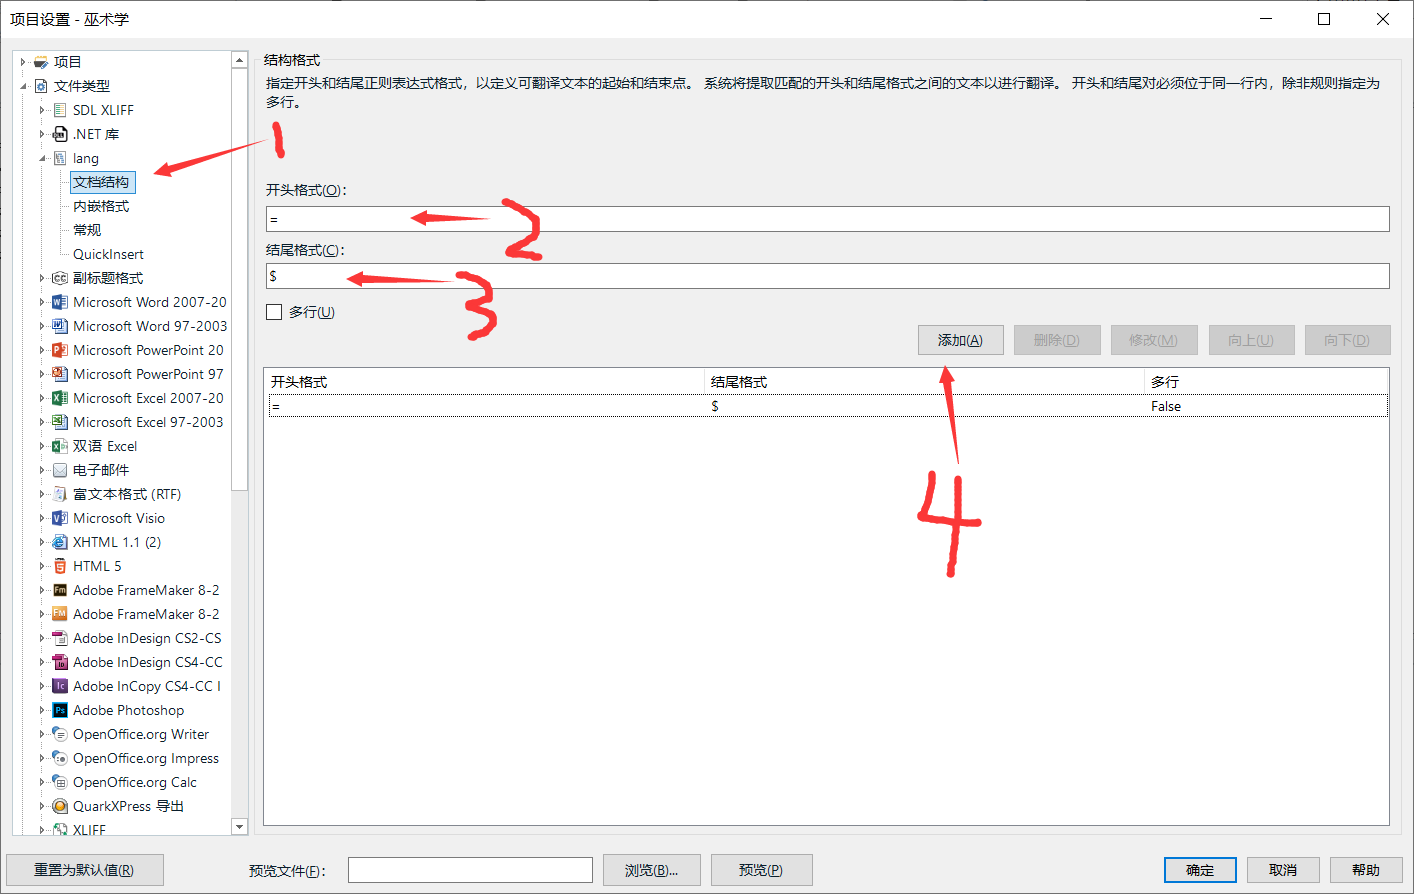 项目设置 - 巫术学
项目
文件类型
SDL XLIFF
.NET 库
lang
文档结构
内嵌格式
常规
QuickInsert
副标题格式
Microsoft Word 2007-20
Microsoft Word 97-2003
Microsoft PowerPoint 20
Microsoft PowerPoint 97
Microsoft Excel 2007-20
Microsoft Excel 97-2003
双语 Excel
电子邮件
富文本格式 (RTF)
Microsoft Visio
XHTML 1.1 (2)
HTML 5
Adobe FrameMaker 8-2
Adobe FrameMaker 8-2
Adobe InDesign CS2-CS
Adobe InDesign CS4-CC
Adobe InCopy CS4-CC I
Adobe Photoshop
OpenOffice.org Writer
OpenOffice.org Impress
OpenOffice.org Calc
QuarkXPress 导出
XLIFF
结构格式
指定开头和结尾正则表达式格式，以定义可翻译文本的起始和结束点。 系统将提取匹配的开头和结尾格式之间的文本以进行翻译。 开头和结尾对必须位于同一行内，除非规则指定为
多行。
1
开头格式(O):
=
2
结尾格式(C):
$
3
多行(U)
添加(A) 删除(D) 修改(M) 向上(U) 向下(D)
开头格式 结尾格式 多行
= $ False
4
重置为默认值(R) 预览文件(F): 浏览(B)... 预览(P) 确定 取消 帮助